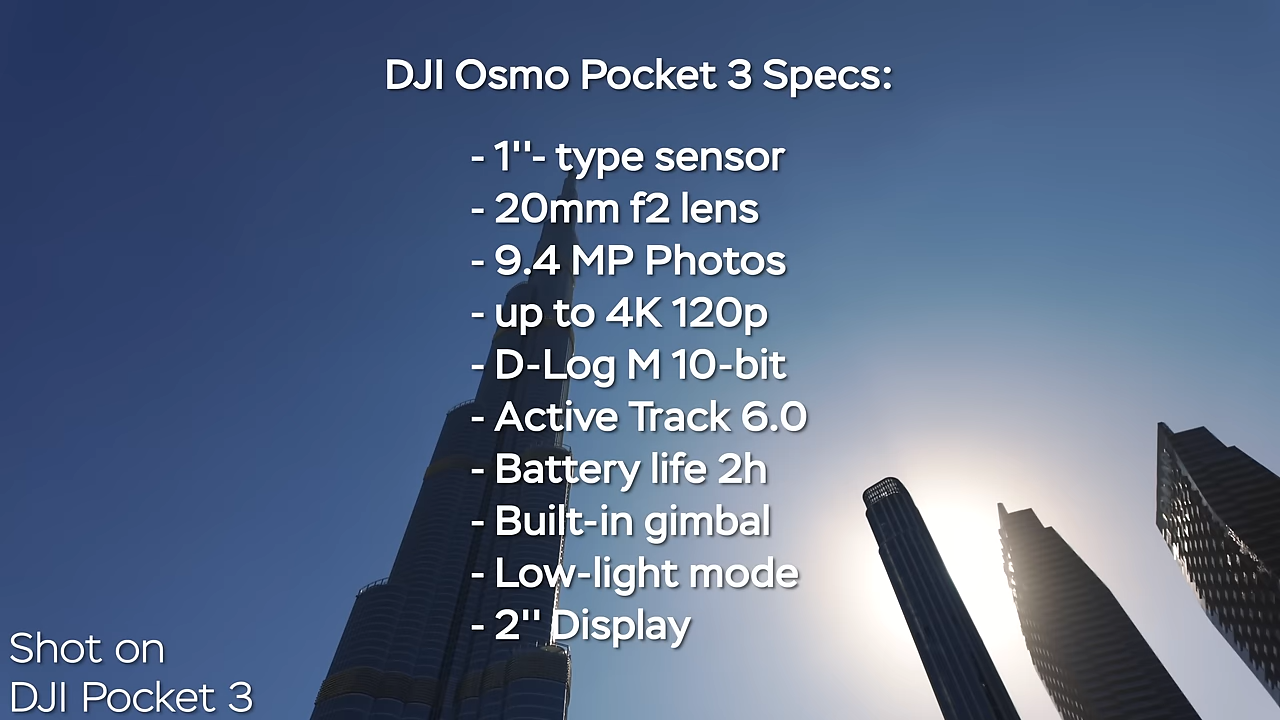 DJI Osmo Pocket 3 Specs:
- 1''- type sensor
- 20mm f2 lens
- 9.4 MP Photos
- up to 4K 120p
- D-Log M 10-bit
- Active Track 6.0
- Battery life 2h
- Built-in gimbal
- Low-light mode
- 2'' Display
Shot on
DJI Pocket 3